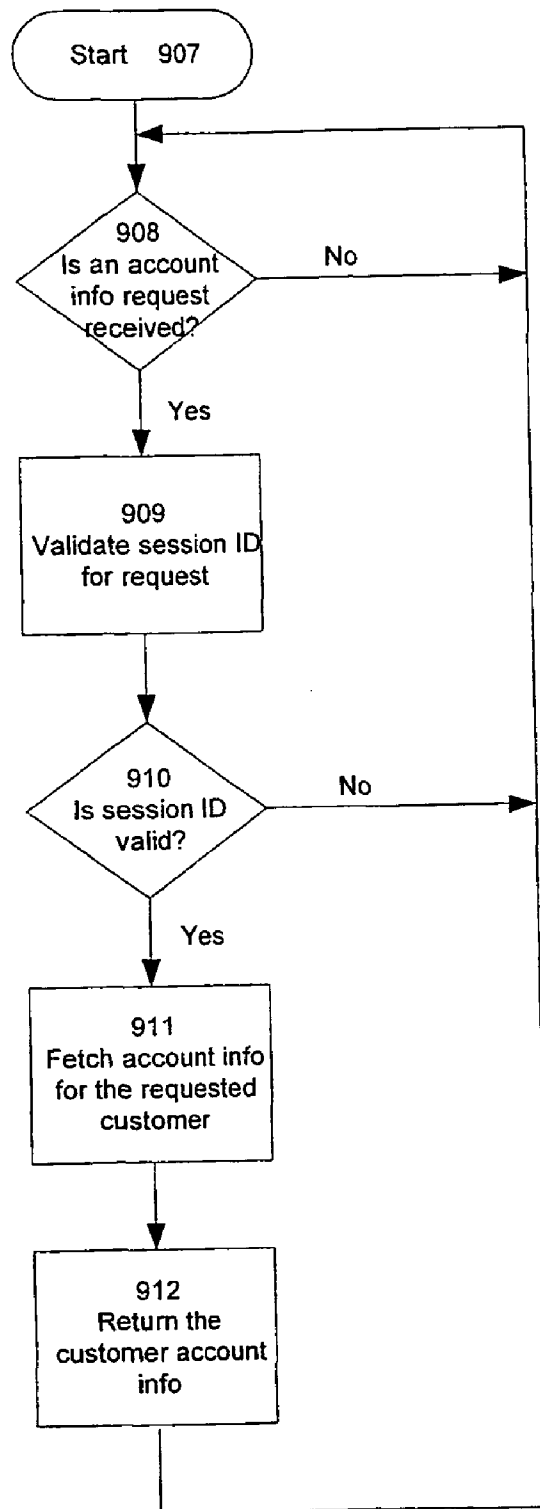 Start 907
908
Is an account
info request
received?
No
Yes
909
Validate session ID
for request
910
Is session ID
valid?
No
Yes
911
Fetch account info
for the requested
customer
912
Return the
customer account
info